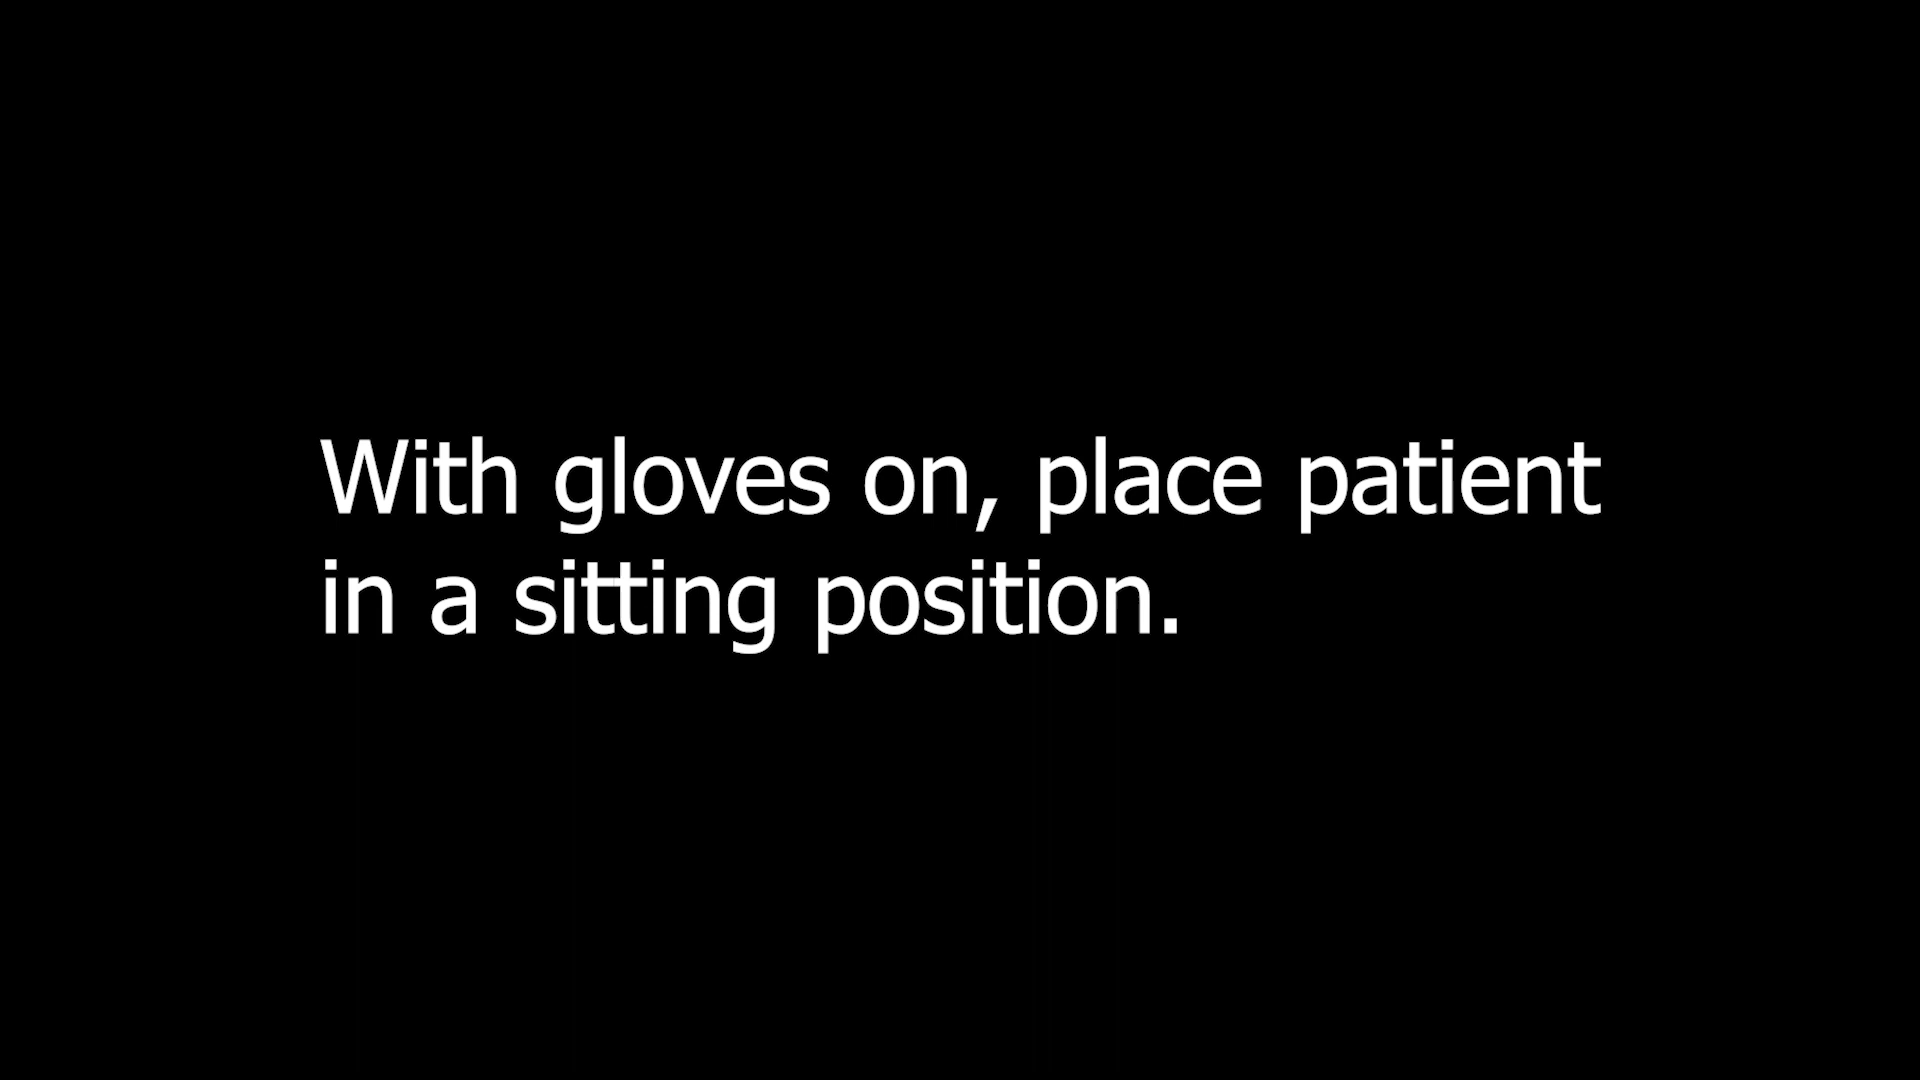 With gloves on, place patient
in a sitting position.